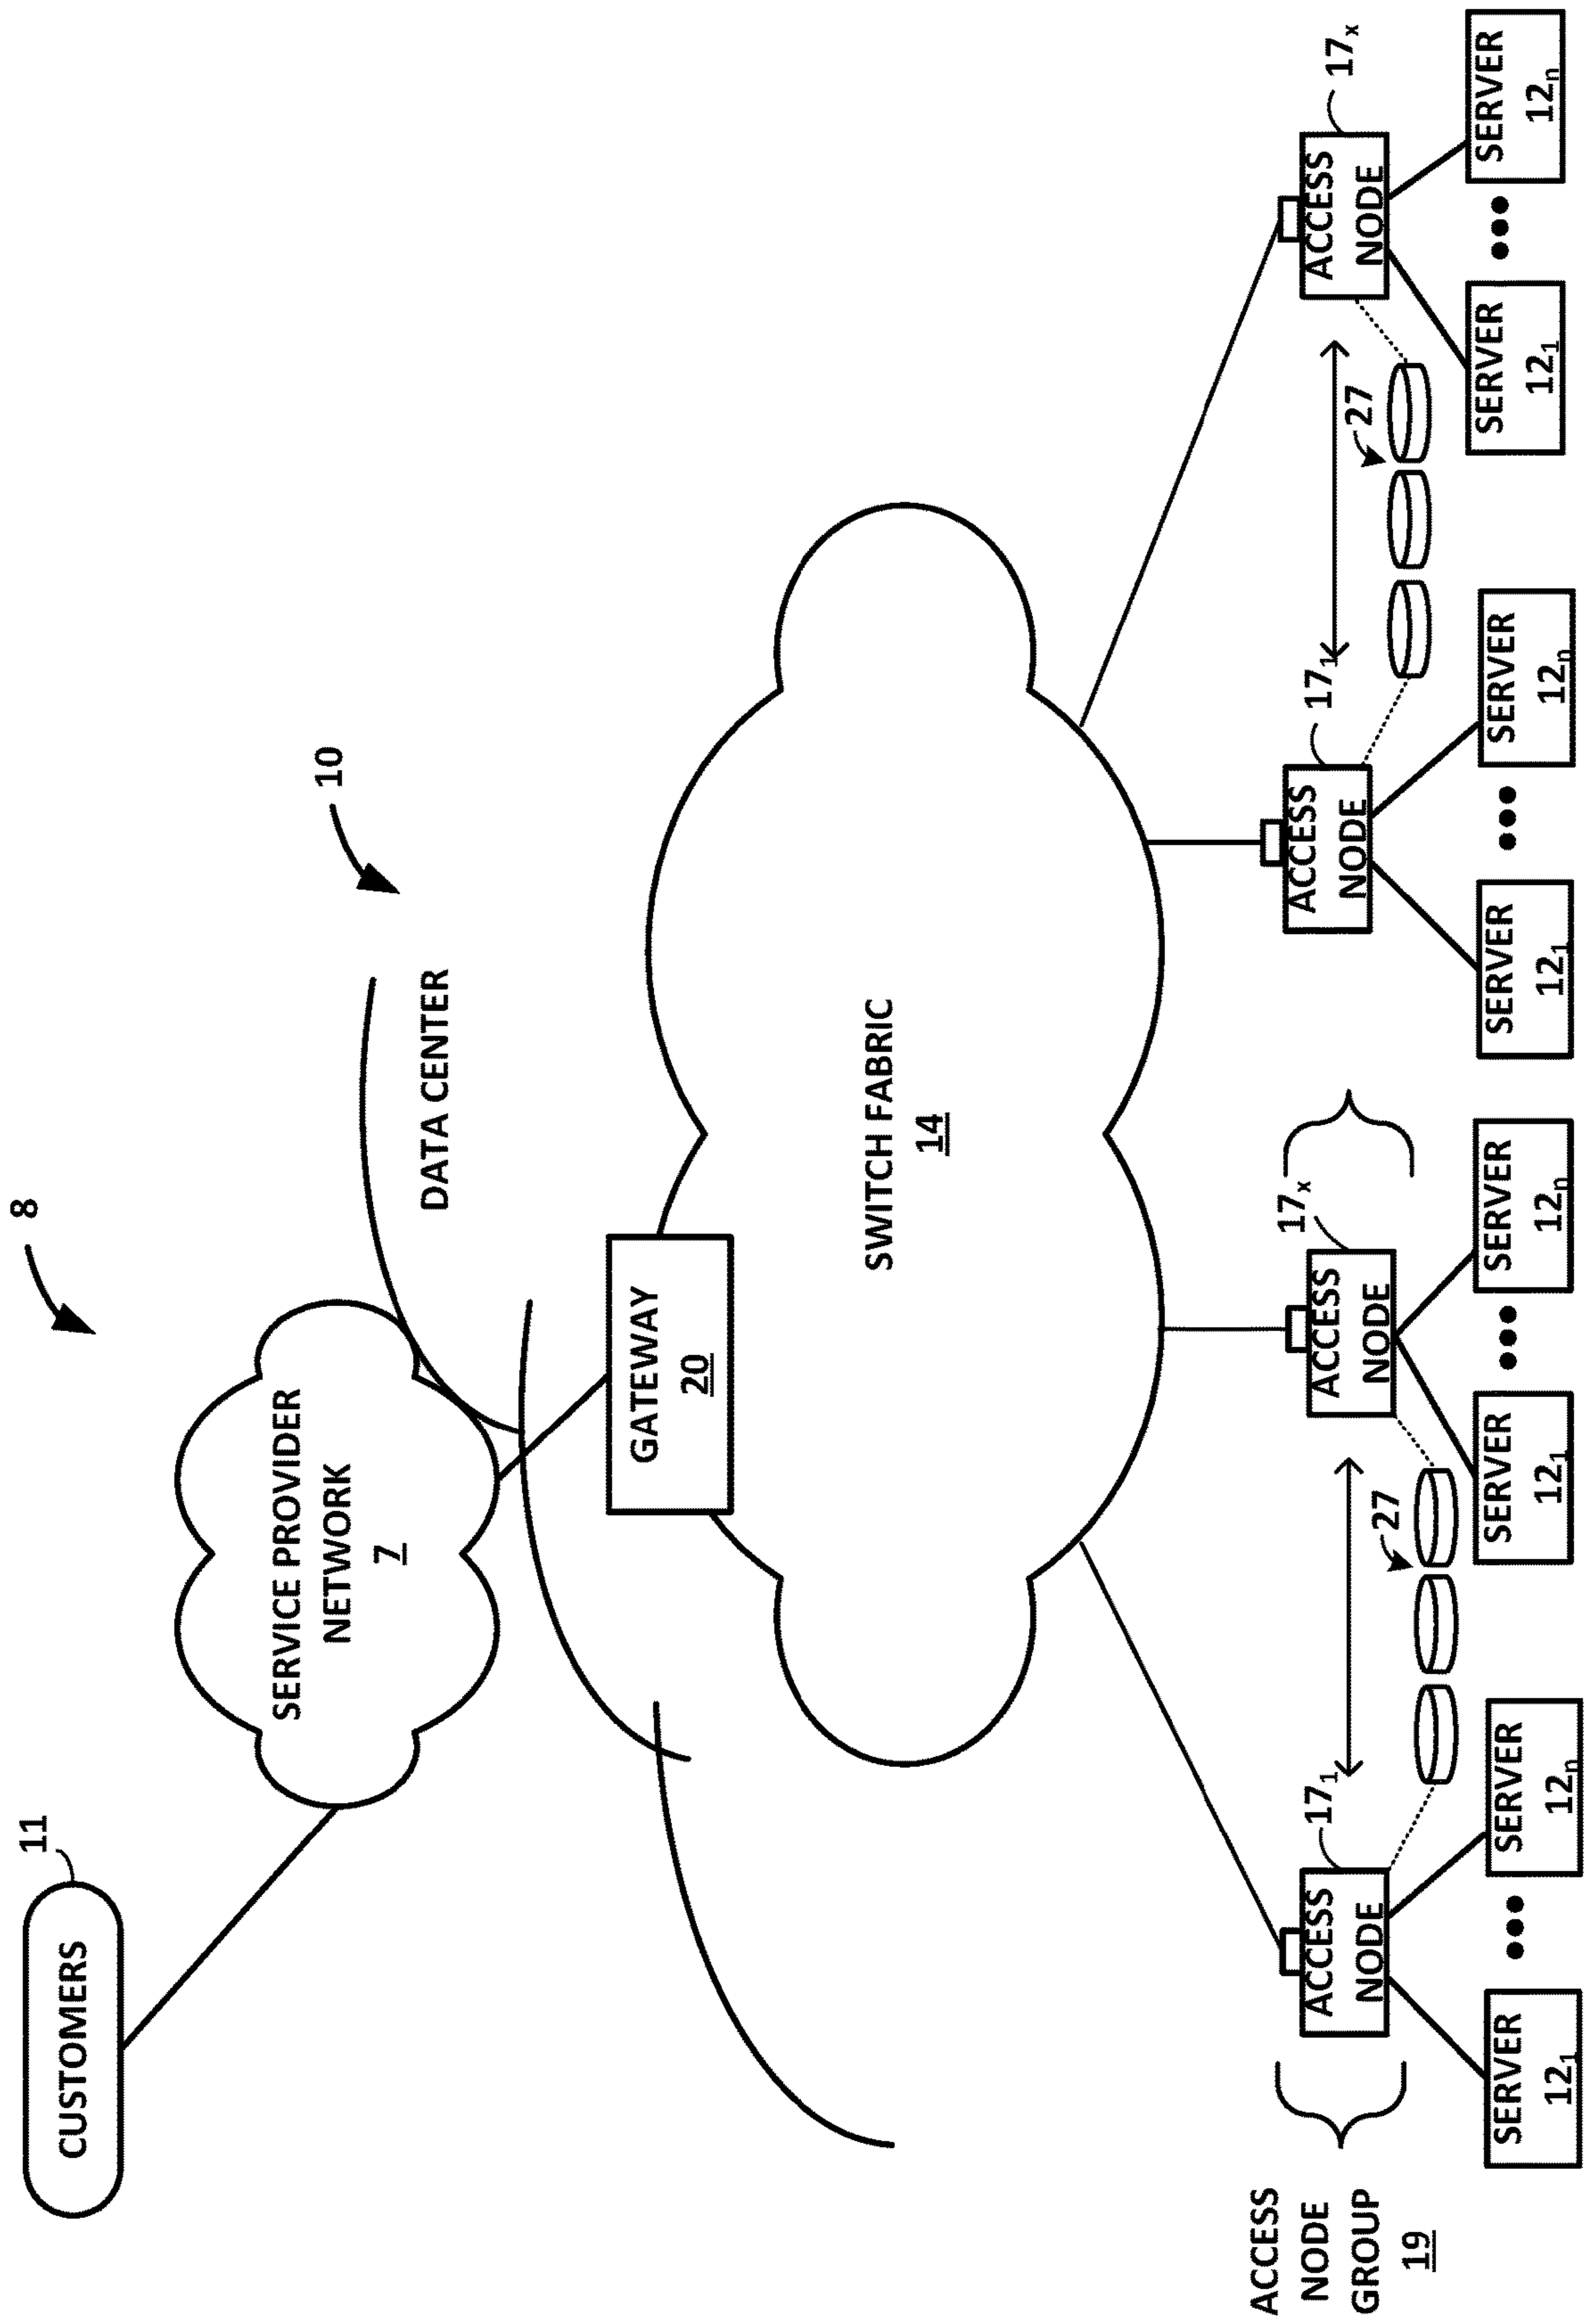 8
CUSTOMERS
11
SERVICE PROVIDER
NETWORK
7
10
DATA CENTER
GATEWAY
20
SWITCH FABRIC
14
ACCESS
NODE
GROUP
19
ACCESS
NODE
17₁
27
ACCESS
NODE
17ₓ
ACCESS
NODE
17₁
27
ACCESS
NODE
17ₓ
SERVER
12₁
SERVER
12ₙ
SERVER
12₁
SERVER
12ₙ
SERVER
12₁
SERVER
12ₙ
SERVER
12₁
SERVER
12ₙ